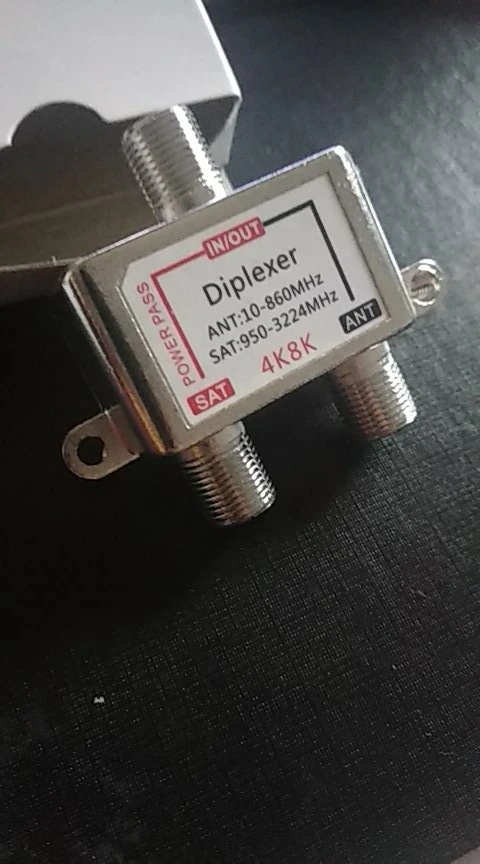 IN/OUT
POWER PASS
Diplexer
ANT:10-860MHz
SAT:950-3224MHz
4K8K
SAT
ANT